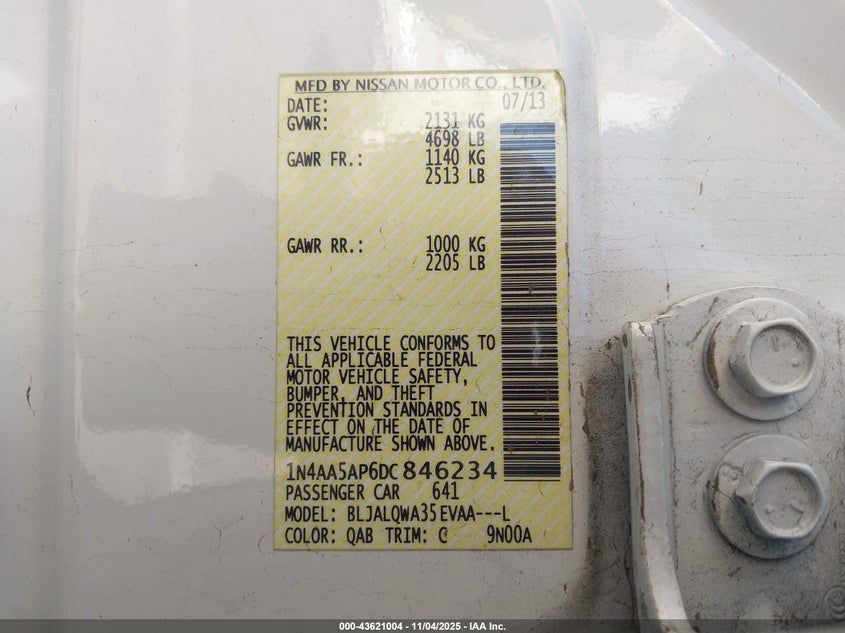 MFD BY NISSAN MOTOR CO., LTD.
DATE: 07/13
GVWR: 2131 KG
4698 LB
GAWR FR.: 1140 KG
2513 LB
GAWR RR.: 1000 KG
2205 LB
THIS VEHICLE CONFORMS TO
ALL APPLICABLE FEDERAL
MOTOR VEHICLE SAFETY,
BUMPER, AND THEFT
PREVENTION STANDARDS IN
EFFECT ON THE DATE OF
MANUFACTURE SHOWN ABOVE.
1N4AA5AP6DC846234
PASSENGER CAR 641
MODEL: BLJALQWA35EVAA---L
COLOR: QAB TRIM: C 9N00A
000-43621004 - 11/04/2025 - IAA Inc.